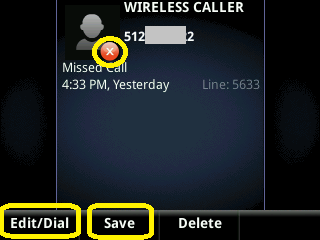 WIRELESS CALLER
512 2
Missed Call
4:33 PM, Yesterday Line: 5633
Edit/Dial Save Delete